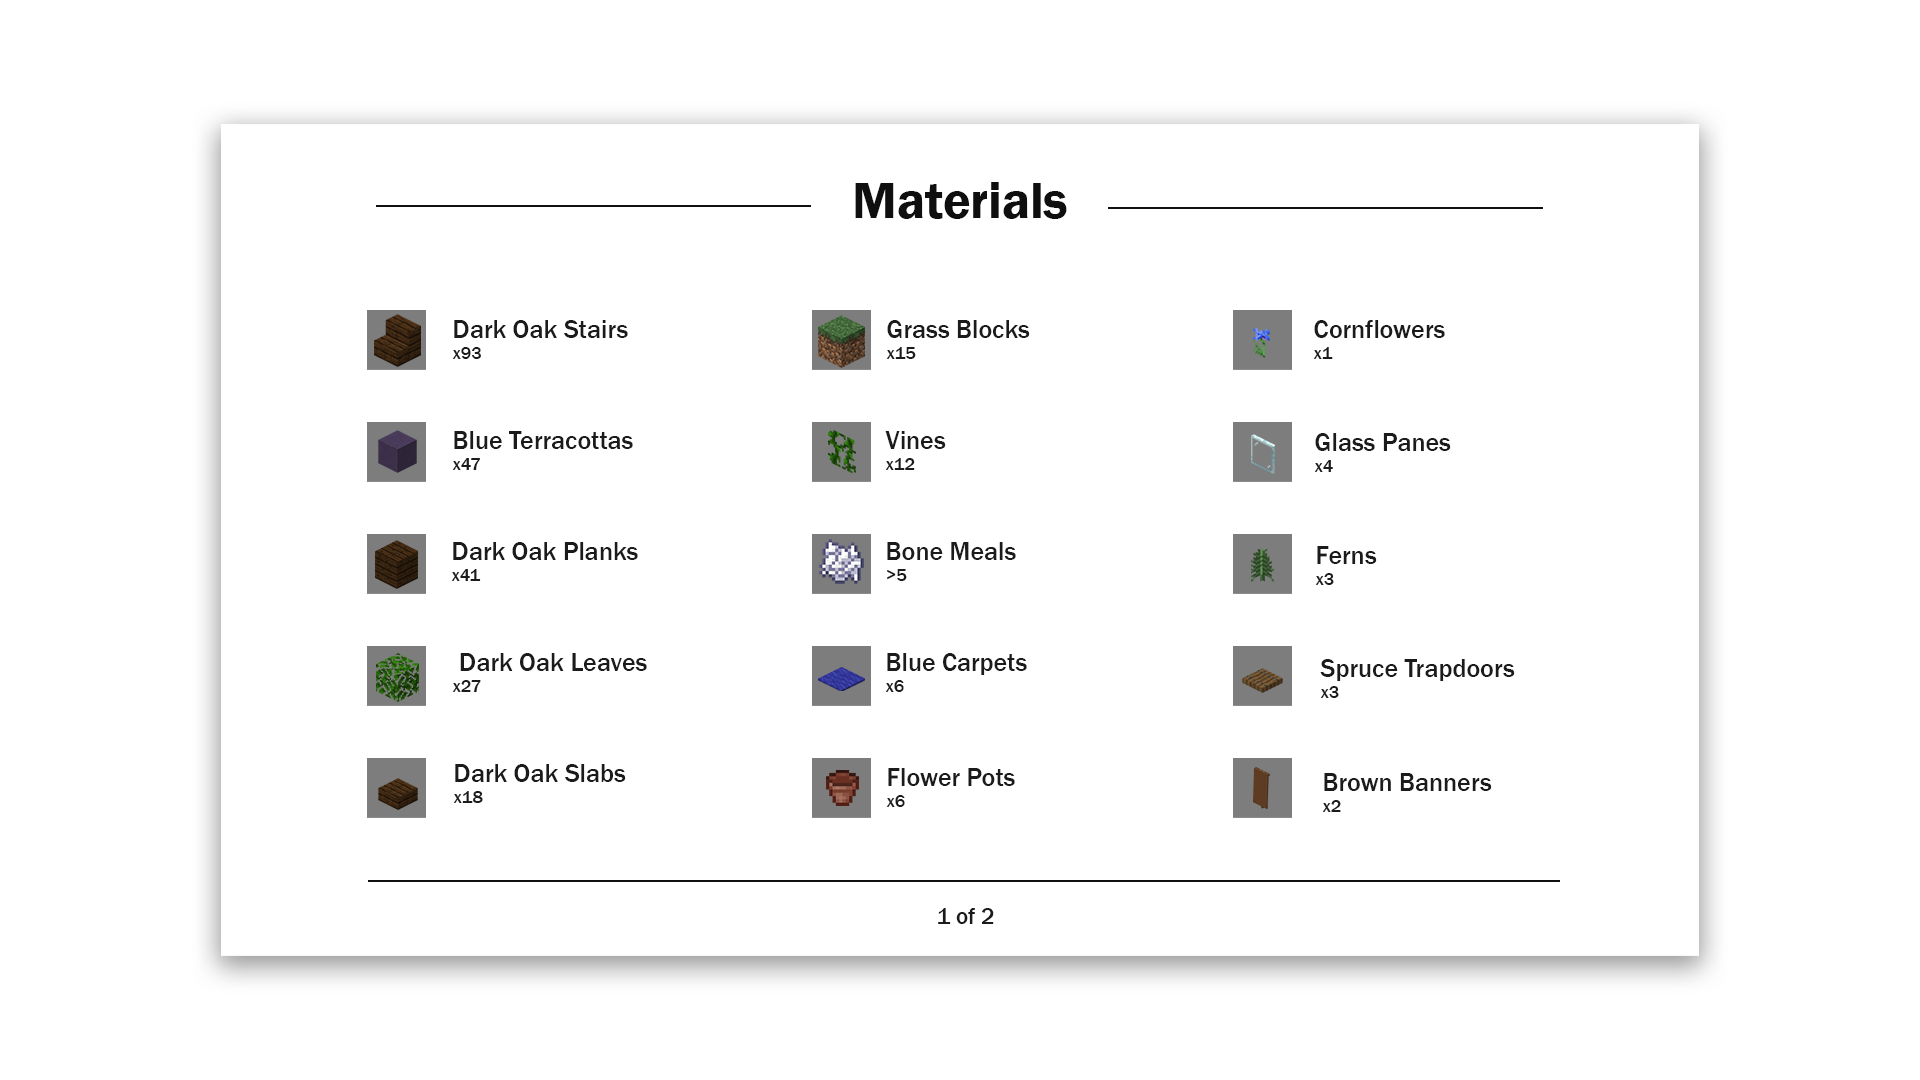 Materials
Dark Oak Stairs
x93
Blue Terracottas
x47
Dark Oak Planks
x41
Dark Oak Leaves
x27
Dark Oak Slabs
x18
Grass Blocks
x15
Vines
x12
Bone Meals
>5
Blue Carpets
x6
Flower Pots
x6
Cornflowers
x1
Glass Panes
x4
Ferns
x3
Spruce Trapdoors
x3
Brown Banners
x2
1 of 2